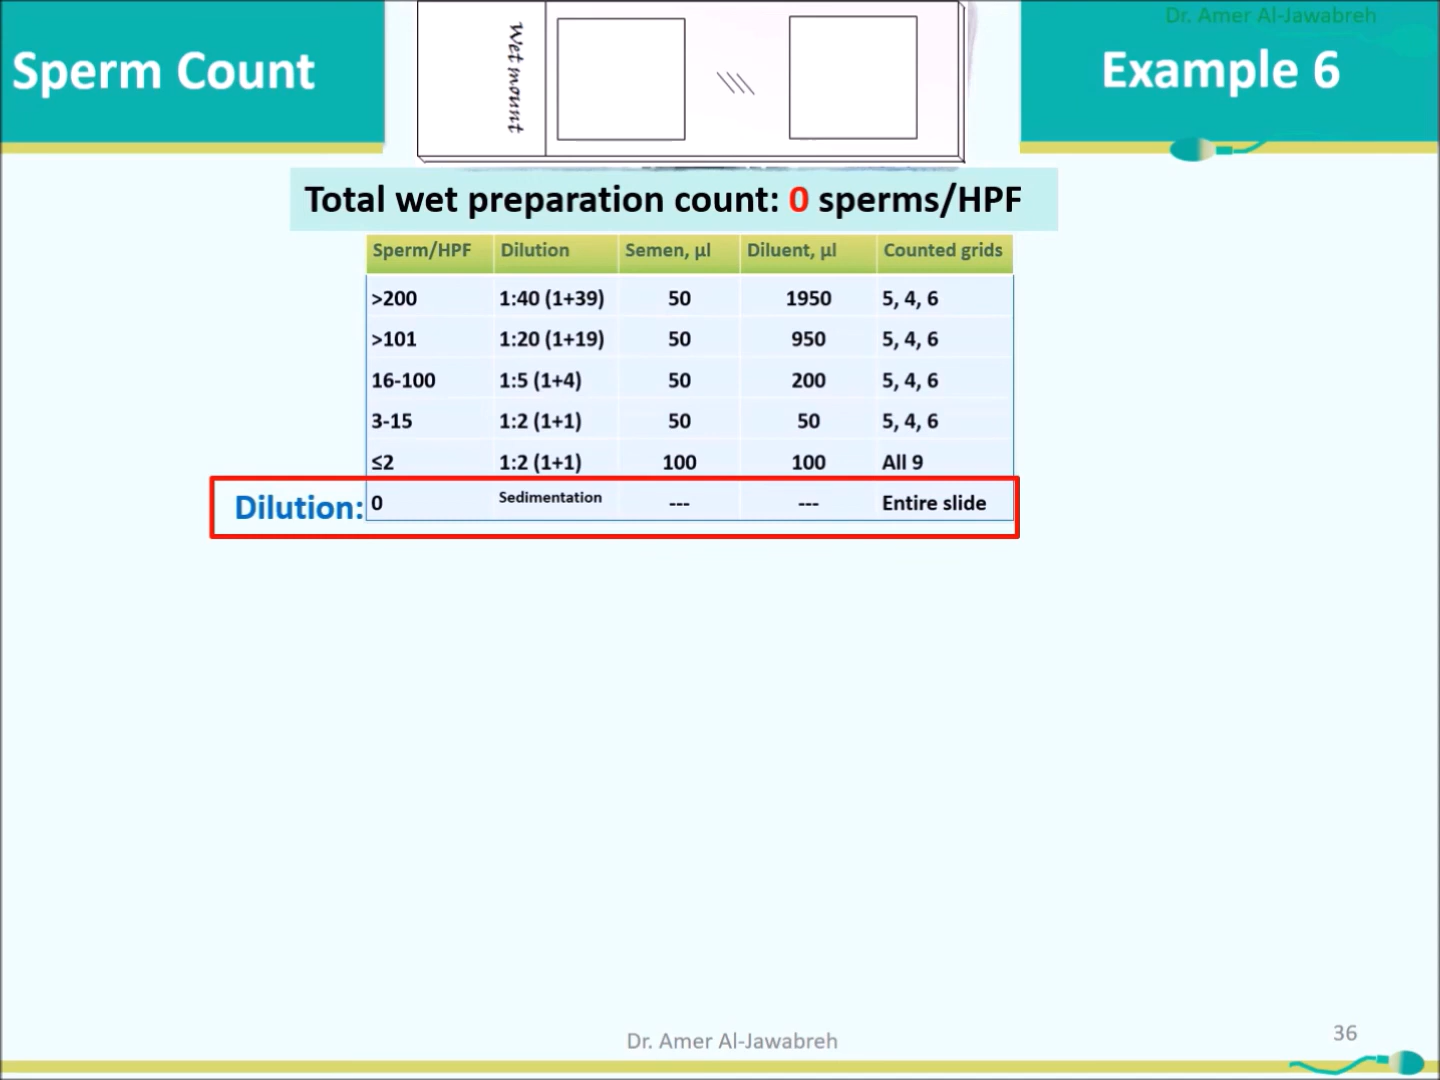 Dr. Amer Al-Jawabreh
Sperm Count
Wet mount
Example 6
Total wet preparation count: 0 sperms/HPF
Sperm/HPF Dilution Semen, µl Diluent, µl Counted grids
>200 1:40 (1+39) 50 1950 5, 4, 6
>101 1:20 (1+19) 50 950 5, 4, 6
16-100 1:5 (1+4) 50 200 5, 4, 6
3-15 1:2 (1+1) 50 50 5, 4, 6
≤2 1:2 (1+1) 100 100 All 9
Dilution: 0 Sedimentation --- --- Entire slide
Dr. Amer Al-Jawabreh
36